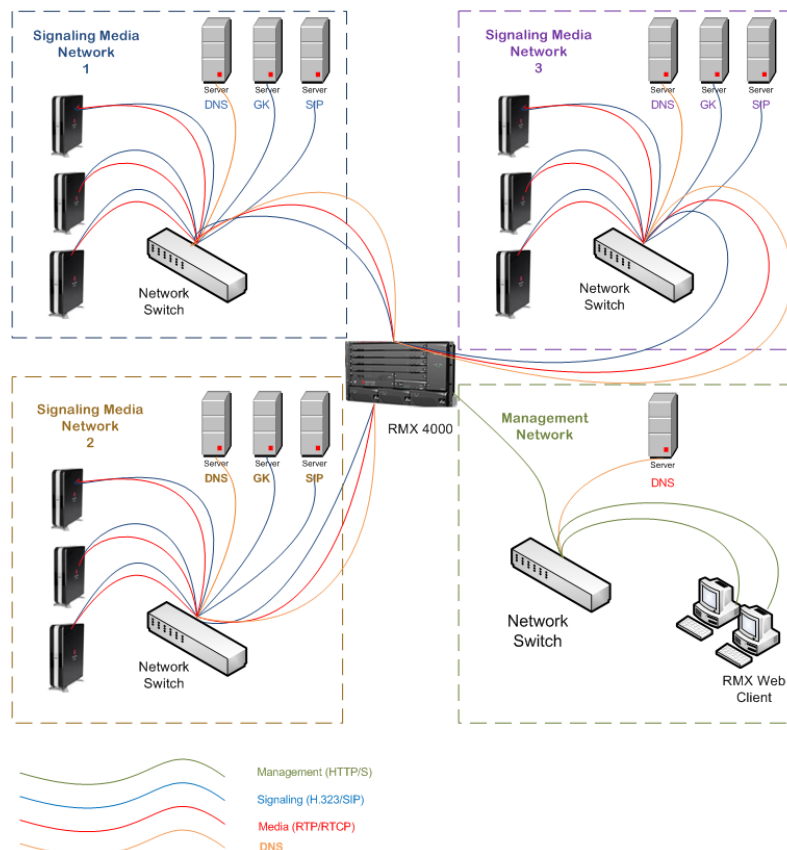 Signaling Media
Network
1
Server
DNS
Server
GK
Server
SIP
Network
Switch
Signaling Media
Network
3
Server
DNS
Server
GK
Server
SIP
Network
Switch
RMX 4000
Signaling Media
Network
2
Server
DNS
Server
GK
Server
SIP
Network
Switch
Management
Network
Server
DNS
Network
Switch
RMX Web
Client
Management (HTTP/S)
Signaling (H.323/SIP)
Media (RTP/RTCP)
DNS